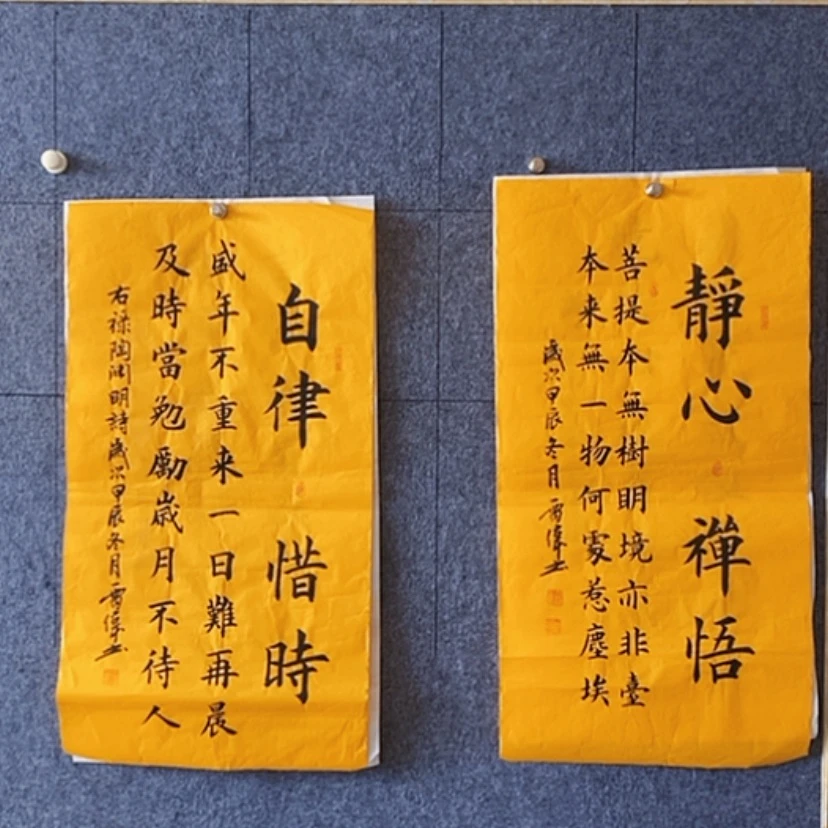 靜心 禪悟
菩提本無樹明境亦非臺
本来無一物何處惹塵埃
歲次甲辰冬月
自律 惜時
盛年不重来一日難再晨
及時當勉勵歲月不待人
右禄陶渊明詩歲次甲辰冬月